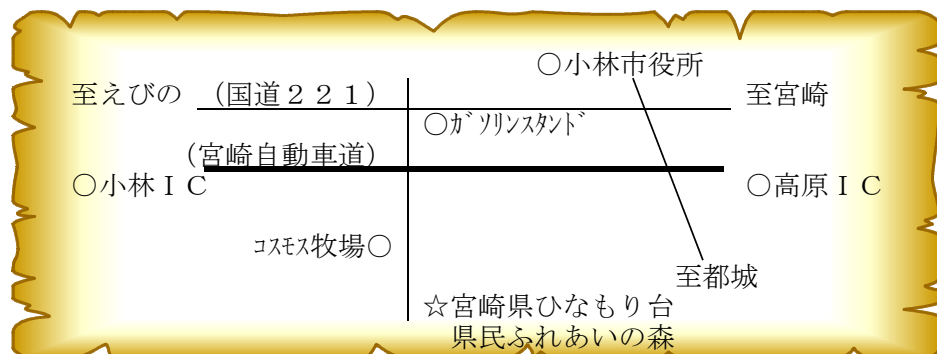 ○小林市役所
至えびの
(国道221)
至宮崎
○ガソリンスタンド
(宮崎自動車道)
○小林IC
○高原IC
コスモス牧場○
至都城
☆宮崎県ひなもり台
県民ふれあいの森